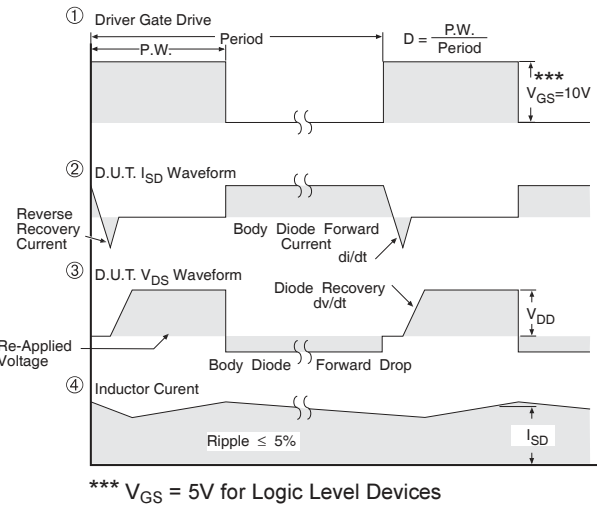 ① Driver Gate Drive
P.W.
Period
D = P.W.
Period
***
VGS=10V
② D.U.T. ISD Waveform
Reverse
Recovery
Current
Body Diode Forward
Current
di/dt
③ D.U.T. VDS Waveform
Diode Recovery
dv/dt
VDD
Re-Applied
Voltage
Body Diode Forward Drop
④ Inductor Curent
Ripple ≤ 5%
ISD
*** VGS = 5V for Logic Level Devices